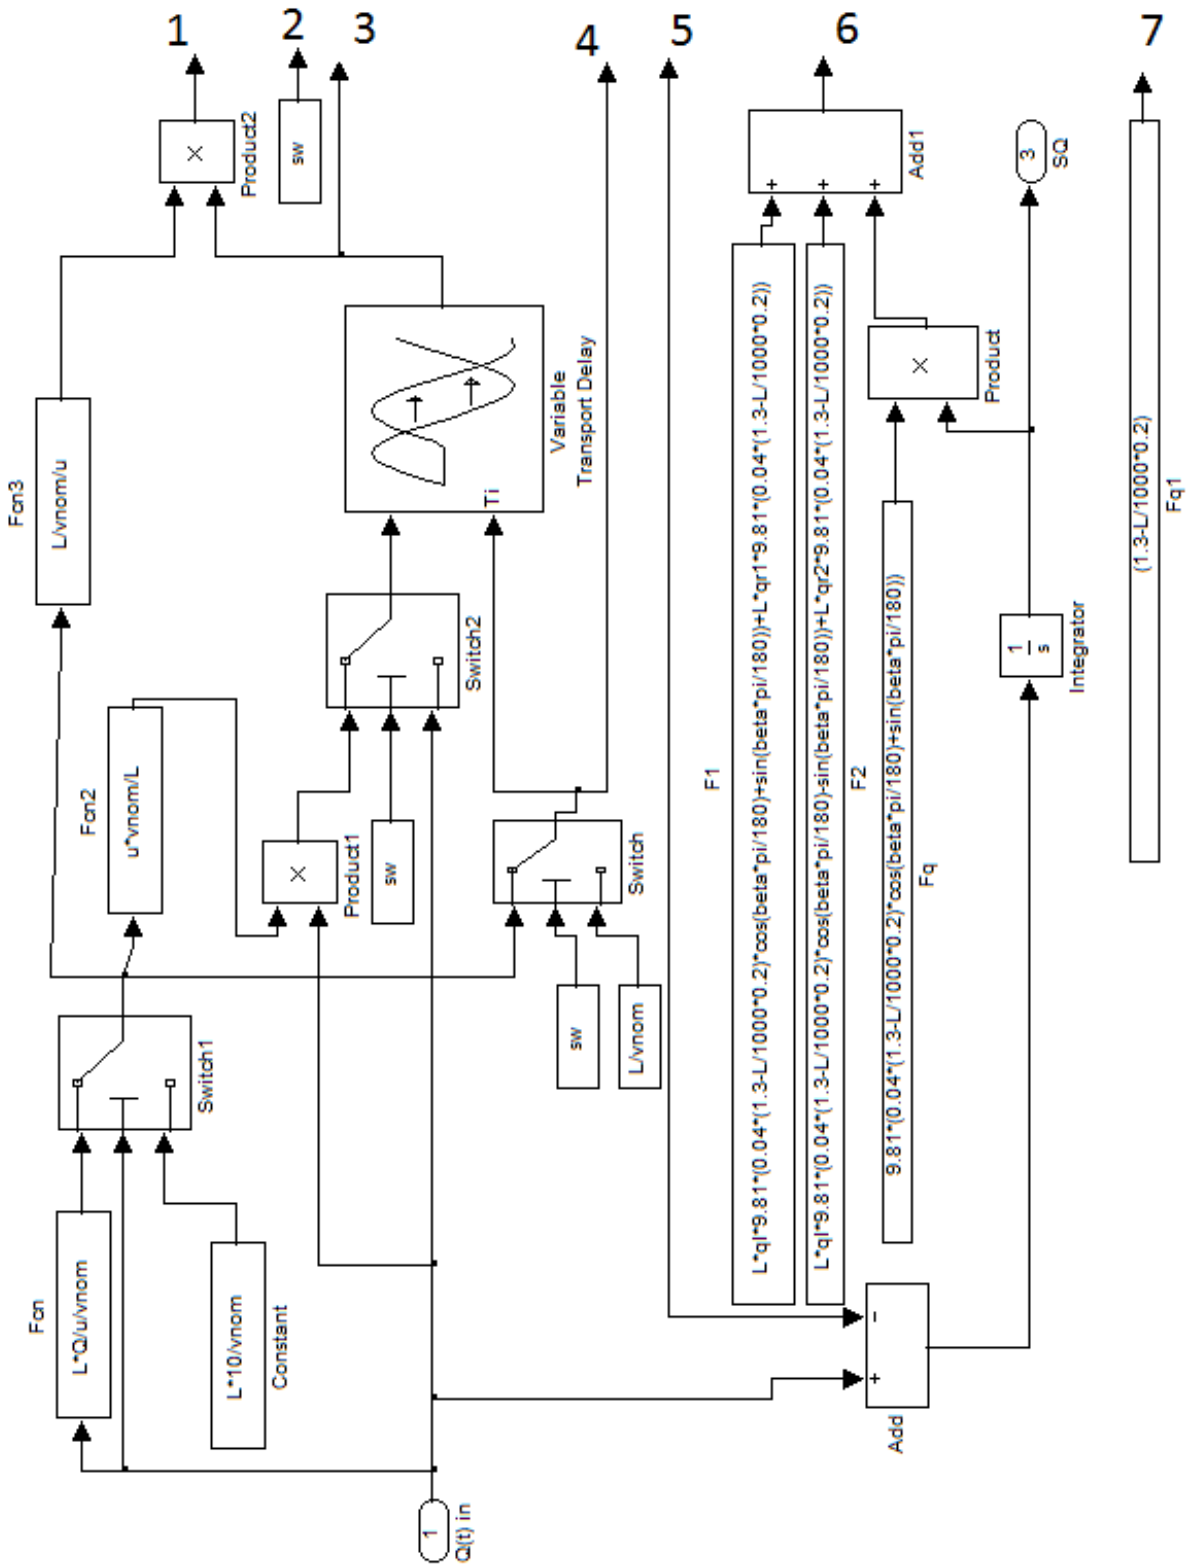 1
2
3
4
5
6
7
×
Product2
sw
Fcn3
L/vnom/u
Ti
Variable
Transport Delay
Switch2
Fcn2
u*vnom/L
×
Product1
sw
Switch
sw
L/vnom
Switch1
Fcn
L*Q/u/vnom
L*10/vnom
Constant
1
Q(t) in
+
+
+
Add1
3
SQ
F1
L*ql*9.81*(0.04*(1.3-L/1000*0.2)*cos(beta*pi/180)+sin(beta*pi/180))+L*qr1*9.81*(0.04*(1.3-L/1000*0.2))
L*ql*9.81*(0.04*(1.3-L/1000*0.2)*cos(beta*pi/180)-sin(beta*pi/180))+L*qr2*9.81*(0.04*(1.3-L/1000*0.2))
F2
×
Product
9.81*(0.04*(1.3-L/1000*0.2)*cos(beta*pi/180)+sin(beta*pi/180))
Fq
1
s
Integrator
+
-
Add
(1.3-L/1000*0.2)
Fq1